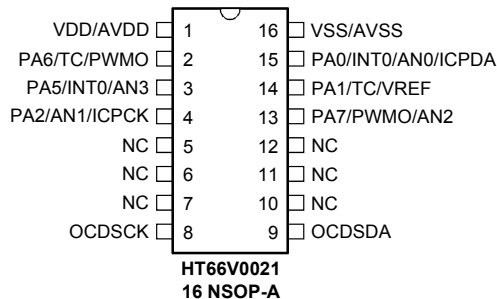 VDD/AVDD 1 16 VSS/AVSS
PA6/TC/PWMO 2 15 PA0/INT0/AN0/ICPDA
PA5/INT0/AN3 3 14 PA1/TC/VREF
PA2/AN1/ICPCK 4 13 PA7/PWMO/AN2
NC 5 12 NC
NC 6 11 NC
NC 7 10 NC
OCDSCK 8 9 OCDSDA
HT66V0021
16 NSOP-A